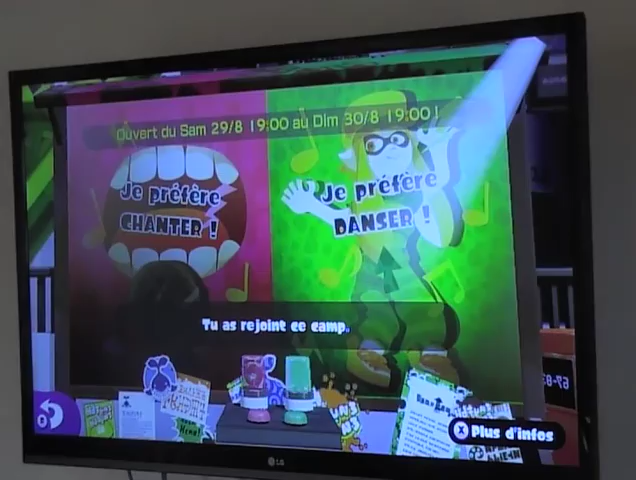 Ouvert du Sam 29/8 19:00 au Dim 30/8 19:00 !
Je préfère
CHANTER !
Je préfère
DANSER !
Tu as rejoint ce camp.
X Plus d'infos
LG